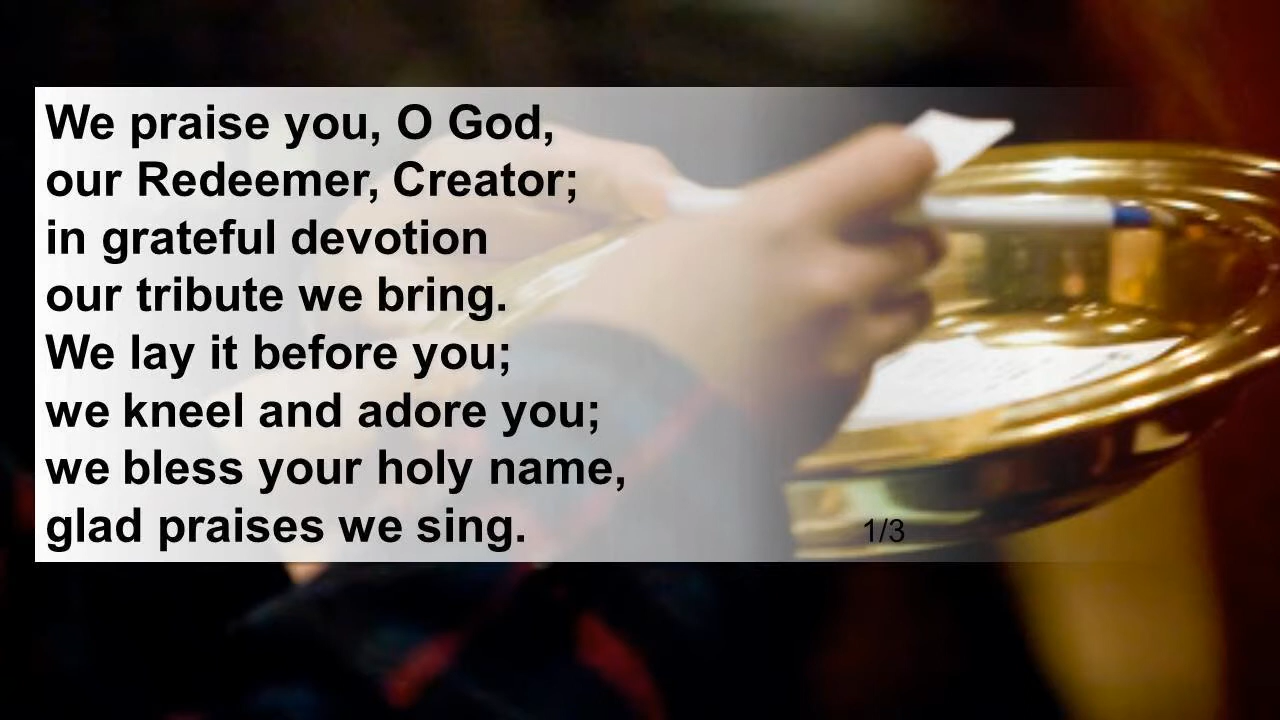 We praise you, O God,
our Redeemer, Creator;
in grateful devotion
our tribute we bring.
We lay it before you;
we kneel and adore you;
we bless your holy name,
glad praises we sing.
1/3